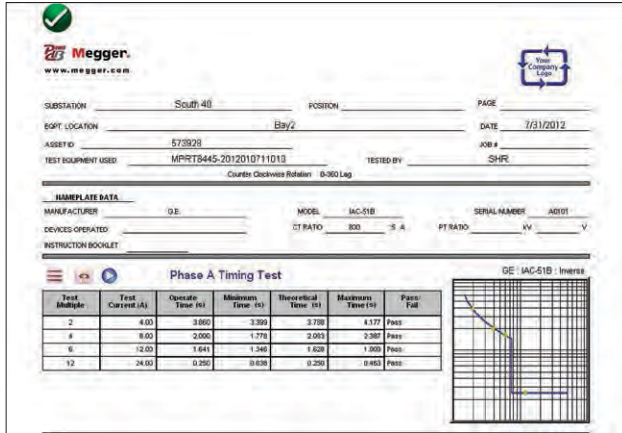 Megger.
www.megger.com
Your Company Logo
SUBSTATION South 48 POSITION PAGE
EQPT. LOCATION Bay2 DATE 7/31/2012
ASSET ID 573928 JOB #
TEST EQUIPMENT USED MPRT8445-2012010711013 TESTED BY SHR
Counter Clockwise Rotation 0-360 Lag
NAMEPLATE DATA
MANUFACTURER G.E. MODEL IAC-51B SERIAL NUMBER A0101
DEVICES OPERATED CT RATIO 800 :5 A PT RATIO kV V
INSTRUCTION BOOKLET
Phase A Timing Test
GE : IAC-51B : Inverse
Test Multiple Test Current (A) Operate Time (s) Minimum Time (s) Theoretical Time (s) Maximum Time (s) Pass/Fail
2 4.00 3.860 3.399 3.788 4.177 Pass
4 8.00 2.000 1.778 2.083 2.387 Pass
6 12.00 1.641 1.346 1.628 1.909 Pass
12 24.00 0.250 0.038 0.250 0.463 Pass